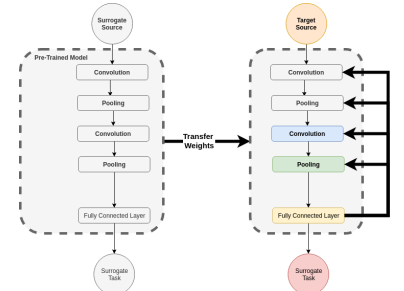 Surrogate
Source
Pre-Trained Model
Convolution
Pooling
Convolution
Pooling
Fully Connected Layer
Surrogate
Task
Transfer
Weights
Target
Source
Convolution
Pooling
Convolution
Pooling
Fully Connected Layer
Surrogate
Task